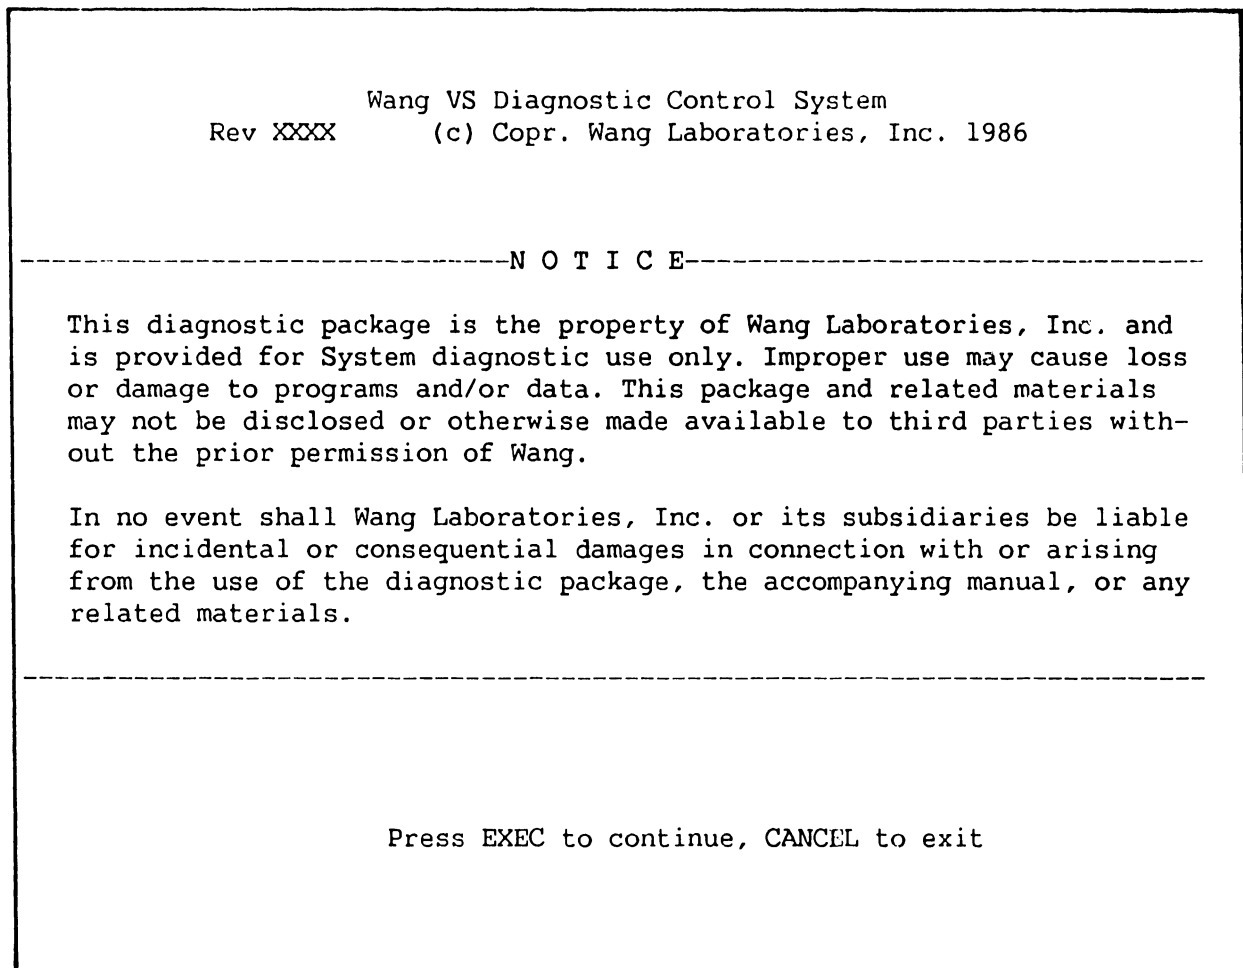 Wang VS Diagnostic Control System
Rev XXXX (c) Copr. Wang Laboratories, Inc. 1986
-------------------------------N O T I C E---------------------------------
This diagnostic package is the property of Wang Laboratories, Inc. and
is provided for System diagnostic use only. Improper use may cause loss
or damage to programs and/or data. This package and related materials
may not be disclosed or otherwise made available to third parties with-
out the prior permission of Wang.
In no event shall Wang Laboratories, Inc. or its subsidiaries be liable
for incidental or consequential damages in connection with or arising
from the use of the diagnostic package, the accompanying manual, or any
related materials.
---------------------------------------------------------------------------
Press EXEC to continue, CANCEL to exit